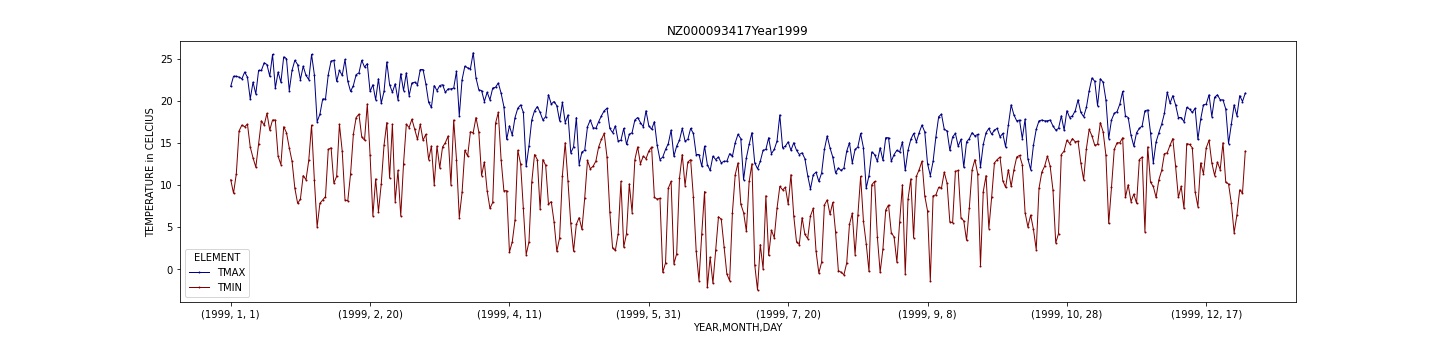 NZ000093417Year1999
25
20
15
10
5
0
TEMPERATURE in CELCIUS
ELEMENT
TMAX
TMIN
(1999, 1, 1) (1999, 2, 20) (1999, 4, 11) (1999, 5, 31) (1999, 7, 20) (1999, 9, 8) (1999, 10, 28) (1999, 12, 17)
YEAR,MONTH,DAY